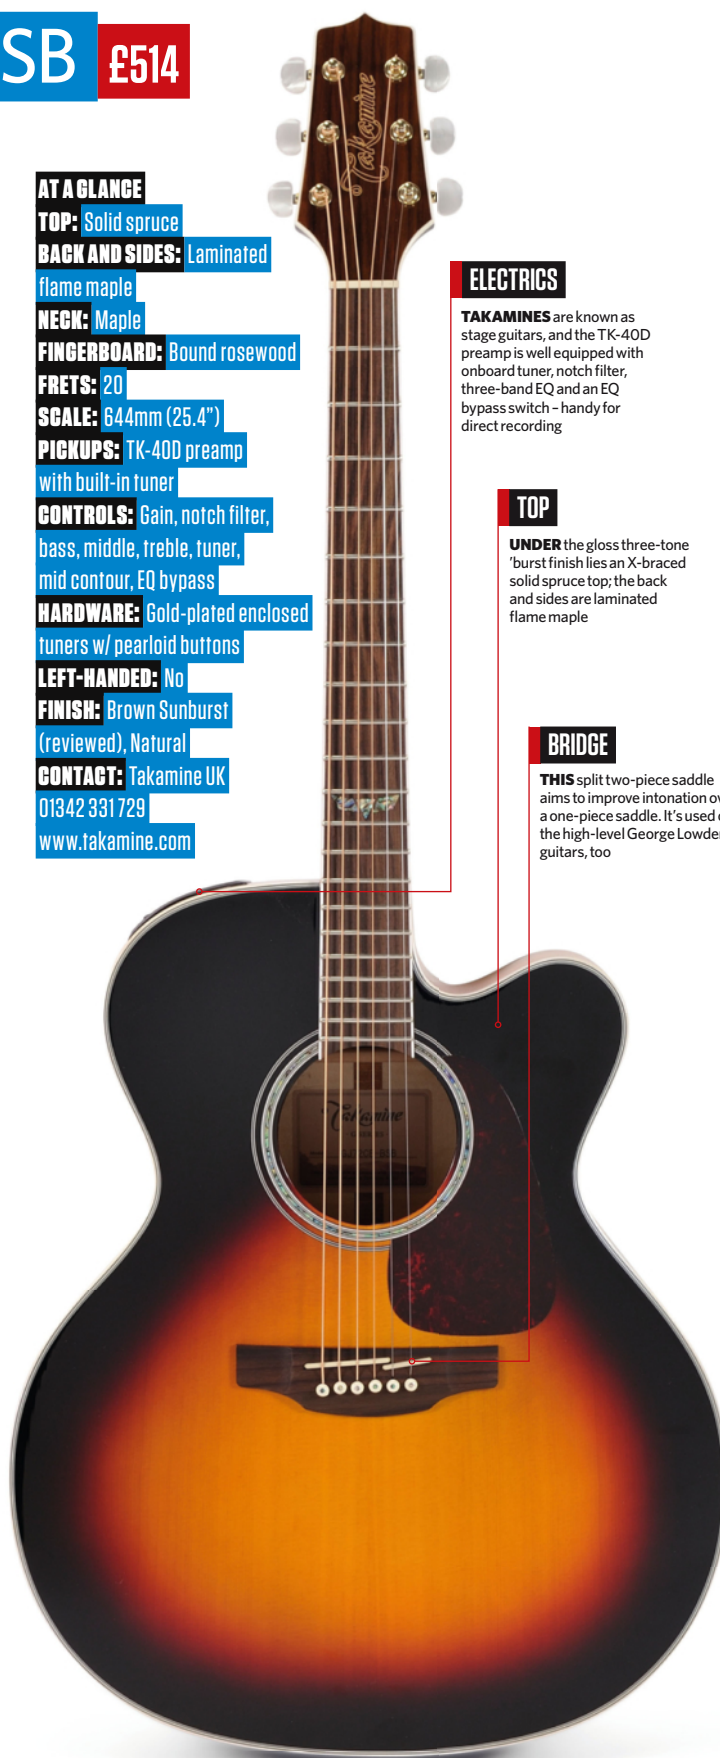 SB £514
Takamine
AT A GLANCE
TOP: Solid spruce
BACK AND SIDES: Laminated
flame maple
NECK: Maple
FINGERBOARD: Bound rosewood
FRETS: 20
SCALE: 644mm (25.4”)
PICKUPS: TK-40D preamp
with built-in tuner
CONTROLS: Gain, notch filter,
bass, middle, treble, tuner,
mid contour, EQ bypass
HARDWARE: Gold-plated enclosed
tuners w/ pearloid buttons
LEFT-HANDED: No
FINISH: Brown Sunburst
(reviewed), Natural
CONTACT: Takamine UK
01342 331 729
www.takamine.com
ELECTRICS
TAKAMINES are known as
stage guitars, and the TK-40D
preamp is well equipped with
onboard tuner, notch filter,
three-band EQ and an EQ
bypass switch – handy for
direct recording
TOP
UNDER the gloss three-tone
’burst finish lies an X-braced
solid spruce top; the back
and sides are laminated
flame maple
BRIDGE
THIS split two-piece saddle
aims to improve intonation
a one-piece saddle. It’s used
the high-level George
guitars, too
Takamine